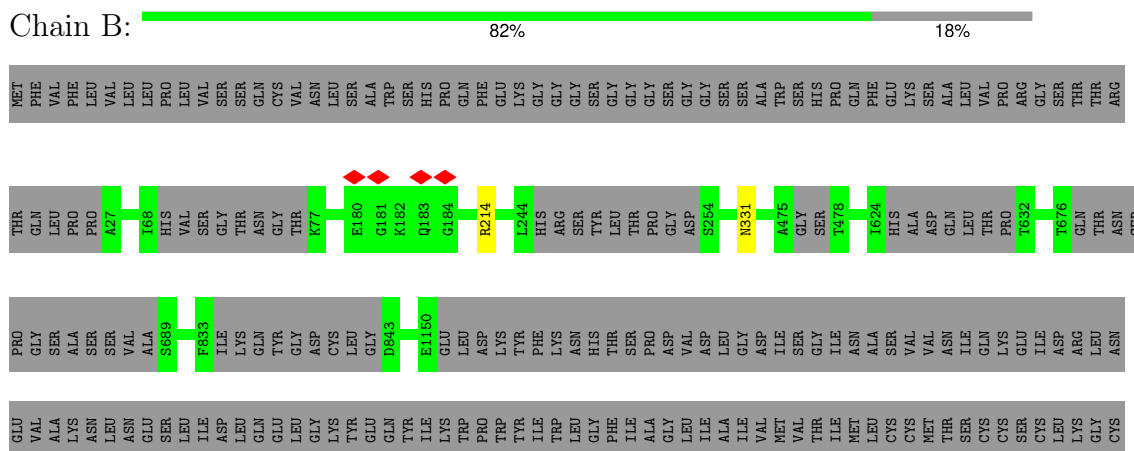 Chain B:
82% 18%
MET PHE VAL PHE LEU VAL LEU LEU PRO LEU VAL SER SER GLN CYS VAL ASN LEU SER ALA TRP SER HIS PRO GLN PHE GLU LYS GLY GLY GLY SER GLY GLY GLY SER GLY GLY SER SER ALA TRP SER HIS PRO GLN PHE GLU LYS SER ALA LEU VAL PRO ARG GLY SER THR THR ARG
THR GLN LEU PRO PRO A27 I68 HIS VAL SER GLY THR ASN GLY THR K77 E180 G181 K182 Q183 G184 R214 L244 HIS ARG SER TYR LEU THR PRO GLY ASP S254 N331 A475 GLY SER T478 I624 HIS ALA ASP GLN LEU THR PRO T632 T676 GLN THR ASN
PRO GLY SER ALA SER SER VAL ALA S689 F833 ILE LYS GLN TYR GLY ASP CYS LEU GLY D843 E1150 GLU LEU ASP LYS TYR PHE LYS ASN HIS THR SER PRO ASP VAL ASP LEU GLY ASP ILE SER GLY ILE ASN ALA SER VAL VAL ASN ILE GLN LYS GLU ILE ASP ARG LEU ASN
GLU VAL ALA LYS ASN LEU ASN GLU SER LEU ILE ASP LEU GLN GLU LEU GLY LYS TYR GLU GLN TYR ILE LYS TRP PRO TRP TYR ILE TRP LEU GLY PHE ILE ALA GLY LEU ILE ALA ILE VAL MET VAL THR ILE MET LEU CYS CYS MET THR SER CYS CYS SER CYS LEU LYS GLY CYS